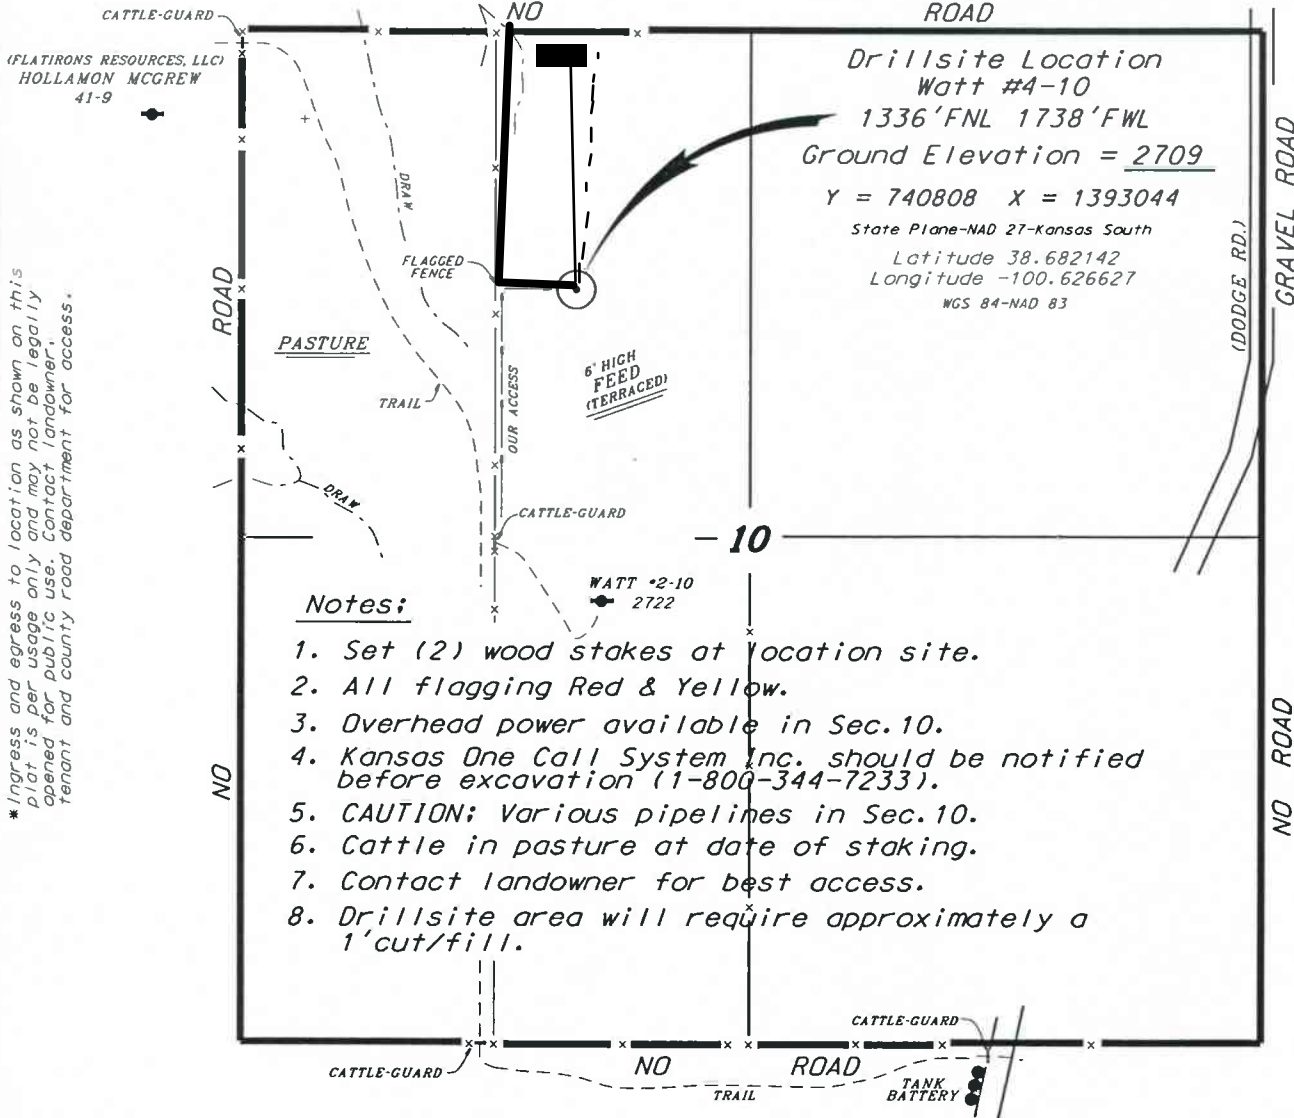 CATTLE-GUARD
NO
ROAD
(FLATIRONS RESOURCES, LLC)
HOLLAMON MCGREW
41-9
Drillsite Location
Watt #4-10
1336'FNL 1738'FWL
Ground Elevation = 2709
Y = 740808 X = 1393044
State Plane-NAD 27-Kansas South
Latitude 38.682142
Longitude -100.626627
WGS 84-NAD 83
GRAVEL ROAD
(DODGE RD.)
DRAW
FLAGGED
FENCE
ROAD
PASTURE
TRAIL
OUR ACCESS
6' HIGH
FEED
(TERRACED)
*Ingress and egress to location as shown on this
plat is per usage only and may not be legally
opened for public use. Contact landowner,
tenant and county road department for access.
DRAW
CATTLE-GUARD
- 10
WATT #2-10
2722
Notes:
1. Set (2) wood stakes at location site.
2. All flagging Red & Yellow.
3. Overhead power available in Sec.10.
4. Kansas One Call System Inc. should be notified
before excavation (1-800-344-7233).
5. CAUTION: Various pipelines in Sec.10.
6. Cattle in pasture at date of staking.
7. Contact landowner for best access.
8. Drillsite area will require approximately a
1'cut/fill.
NO
NO ROAD
CATTLE-GUARD
CATTLE-GUARD
NO
ROAD
TRAIL
TANK
BATTERY